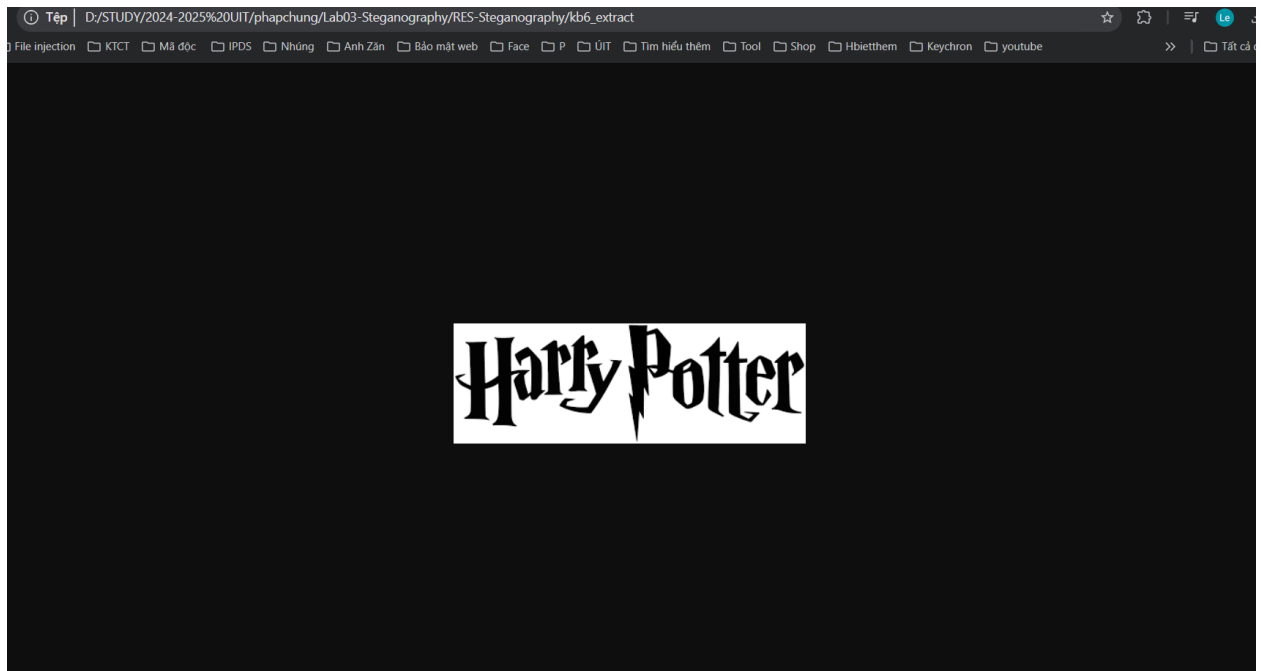 Tệp D:/STUDY/2024-2025%20UIT/phapchung/Lab03-Steganography/RES-Steganography/kb6_extract Le
File injection KTCT Mã độc IPDS Nhúng Anh Zăn Bảo mật web Face P ÚIT Tìm hiểu thêm Tool Shop Hbietthem Keychron youtube Tất cả
Harry Potter